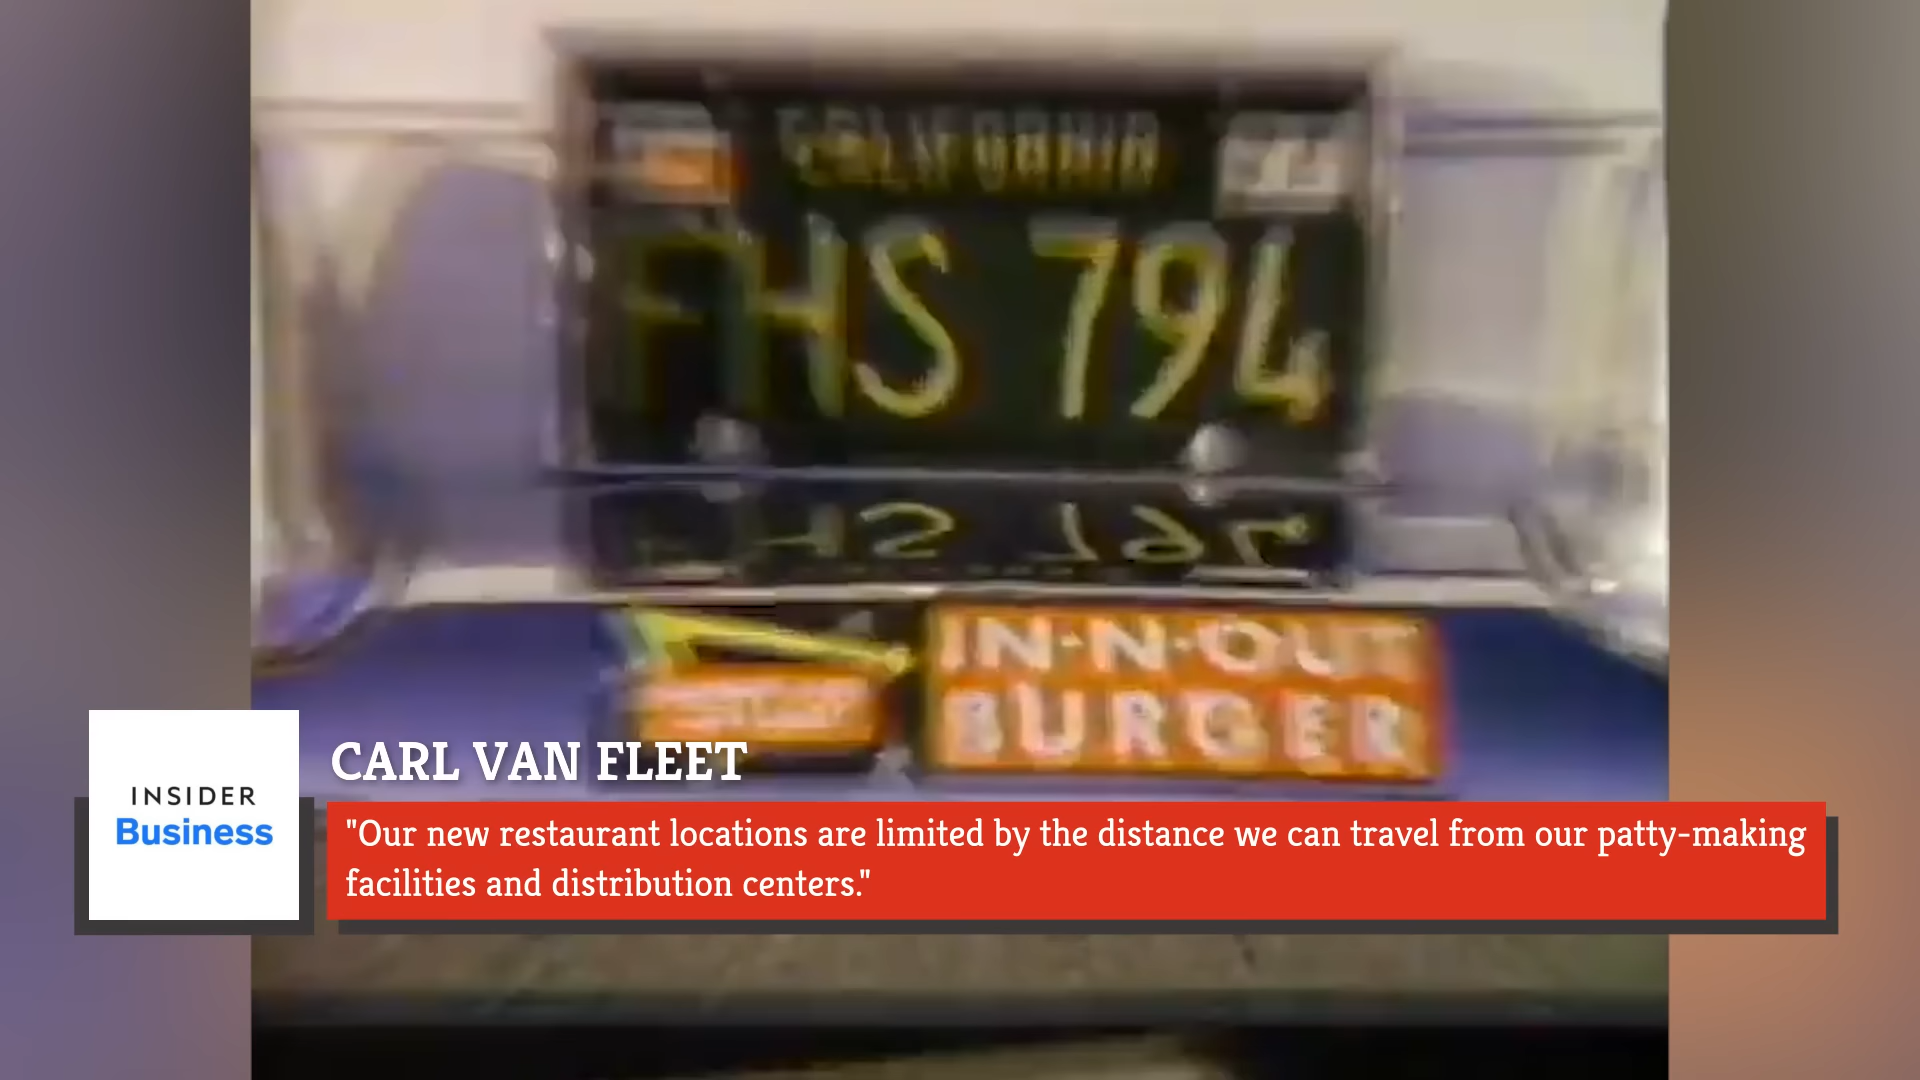 CALIFORNIA
FHS 794
IN-N-OUT
BURGER
CARL VAN FLEET
INSIDER
Business
"Our new restaurant locations are limited by the distance we can travel from our patty-making
facilities and distribution centers."